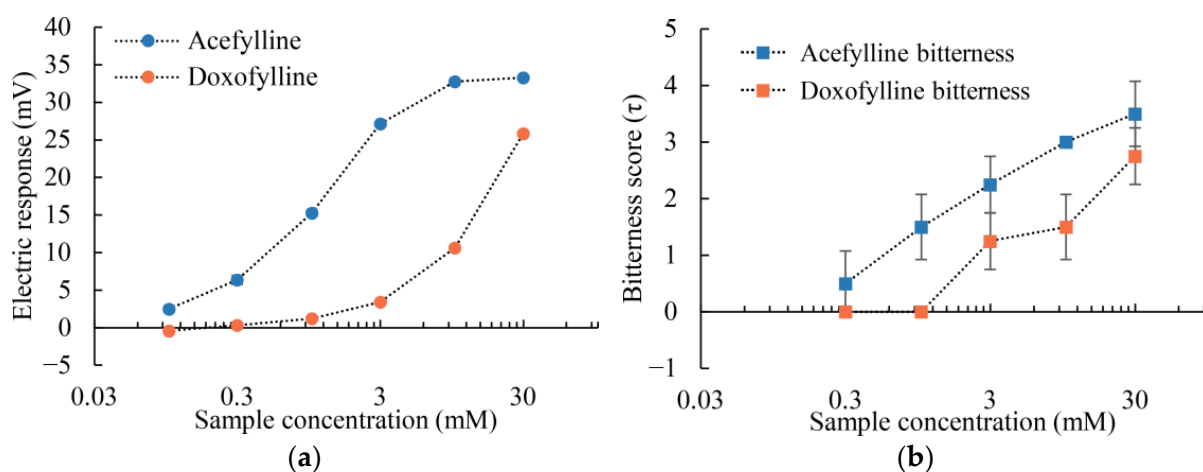 40
35
30
25
20
15
10
5
0
−5
Electric response (mV)
Acefylline
Doxofylline
0.03
0.3
3
30
Sample concentration (mM)
(a)
5
4
3
2
1
0
−1
Bitterness score (τ)
Acefylline bitterness
Doxofylline bitterness
0.03
0.3
3
30
Sample concentration (mM)
(b)